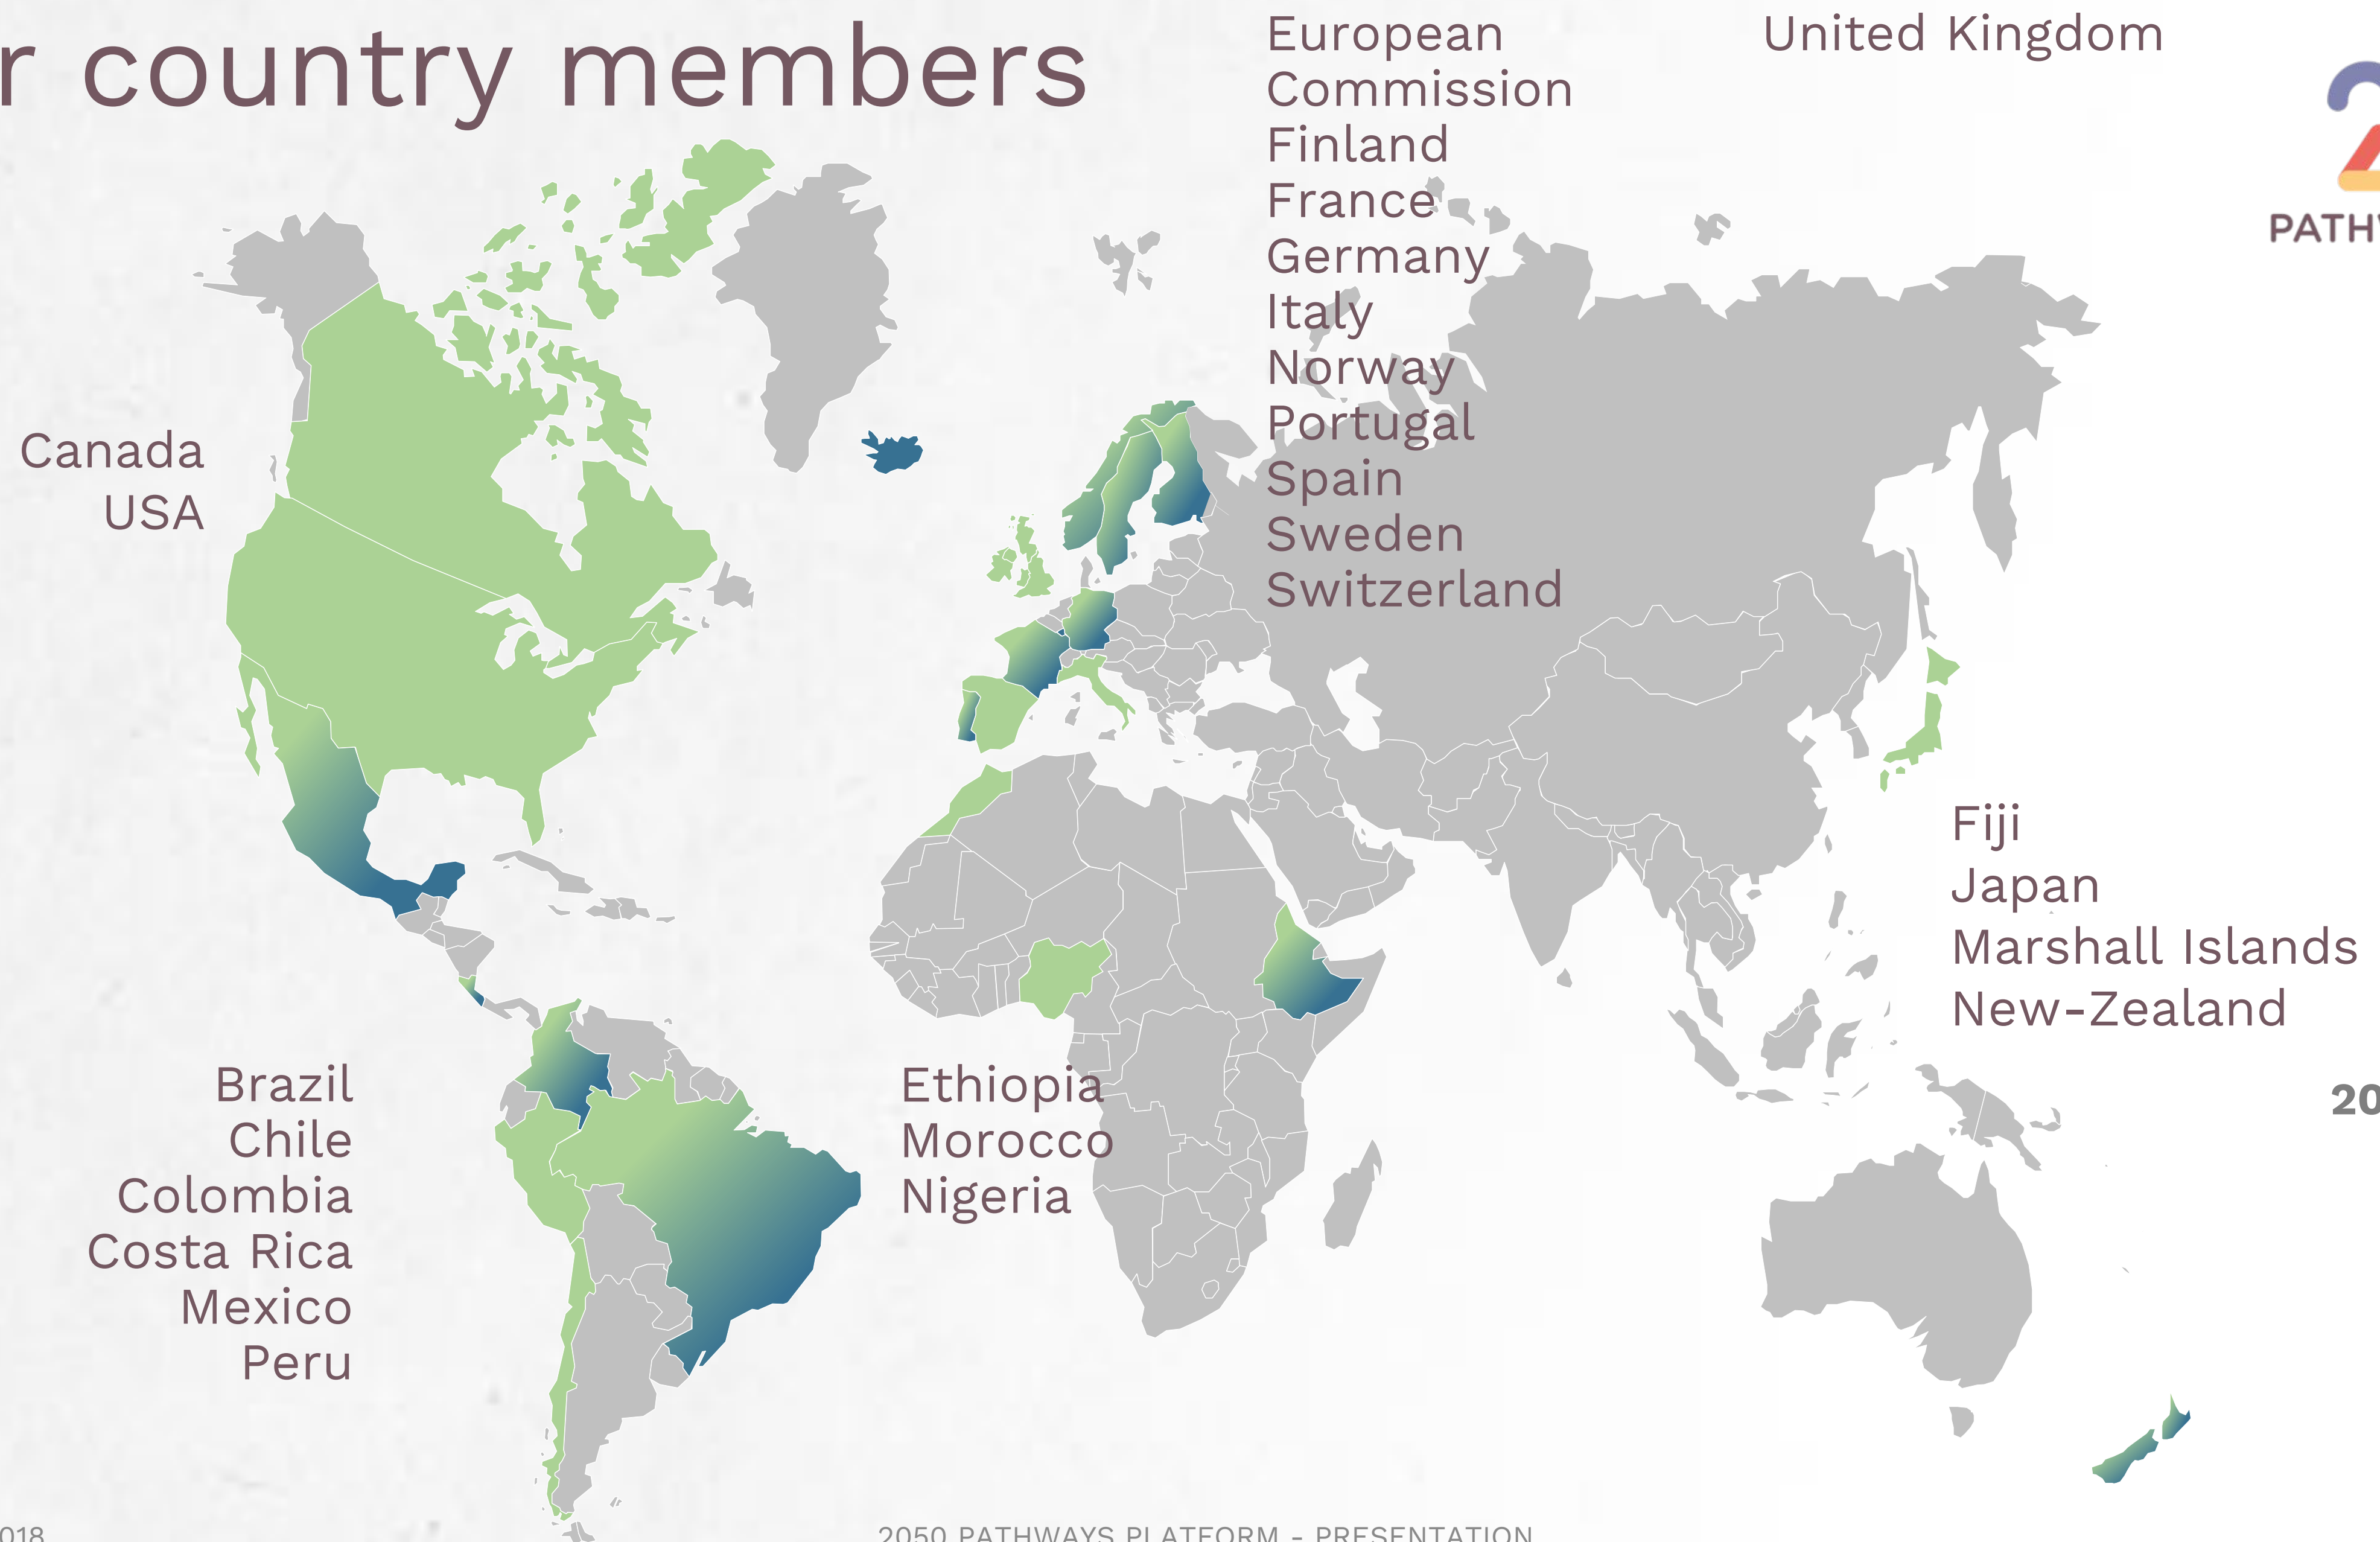 r country members
European
Commission
Finland
France
Germany
Italy
Norway
Portugal
Spain
Sweden
Switzerland
United Kingdom
2
PATHW
Canada
USA
Fiji
Japan
Marshall Islands
New-Zealand
Brazil
Chile
Colombia
Costa Rica
Mexico
Peru
Ethiopia
Morocco
Nigeria
20
018
2050 PATHWAYS PLATFORM - PRESENTATION